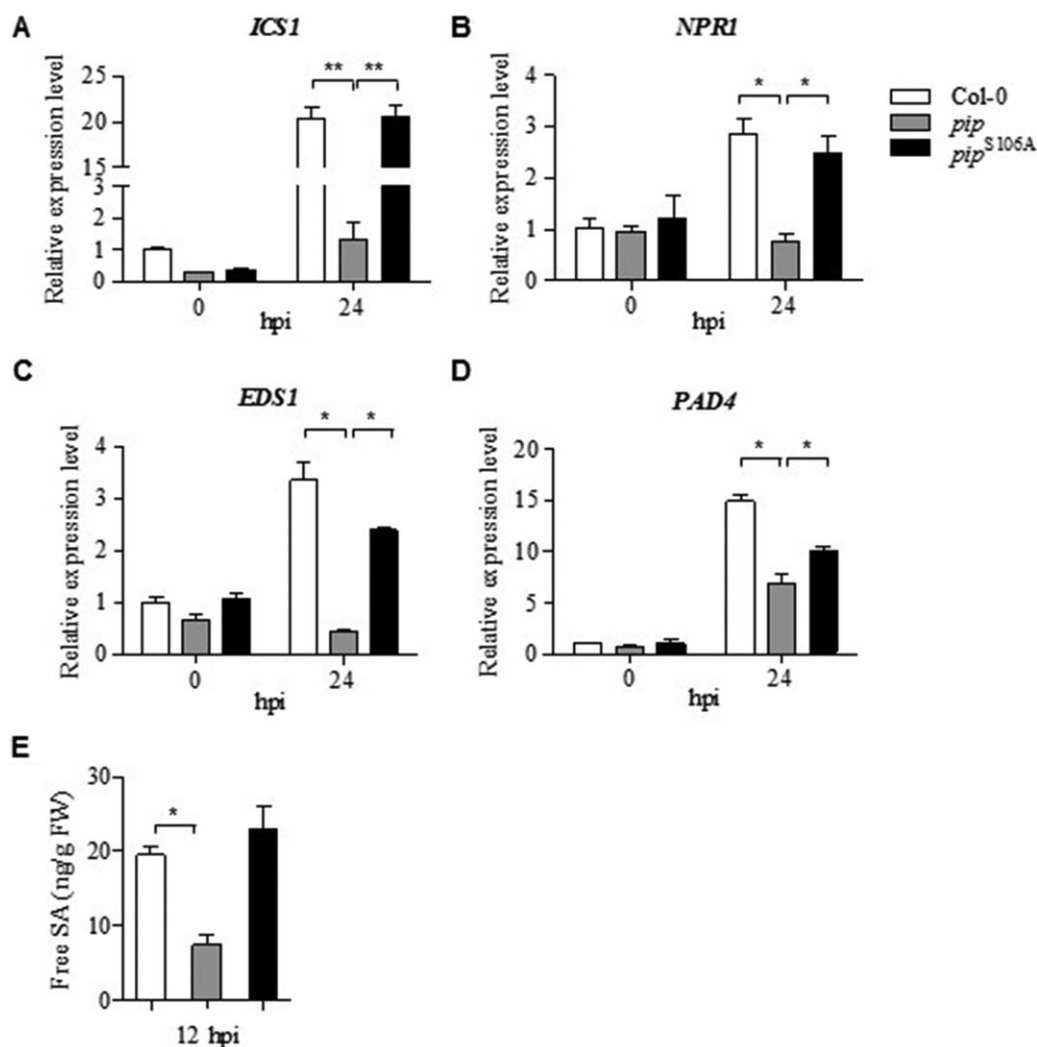 A
ICS1
Relative expression level
25
20
15
3
2
1
0
** **
0 24
hpi
B
NPR1
Relative expression level
4
3
2
1
0
* *
0 24
hpi
Col-0
pip
pip S106A
C
EDS1
Relative expression level
4
3
2
1
0
* *
0 24
hpi
D
PAD4
Relative expression level
20
15
10
5
0
* *
0 24
hpi
E
Free SA (ng/g FW)
30
20
10
0
*
12 hpi